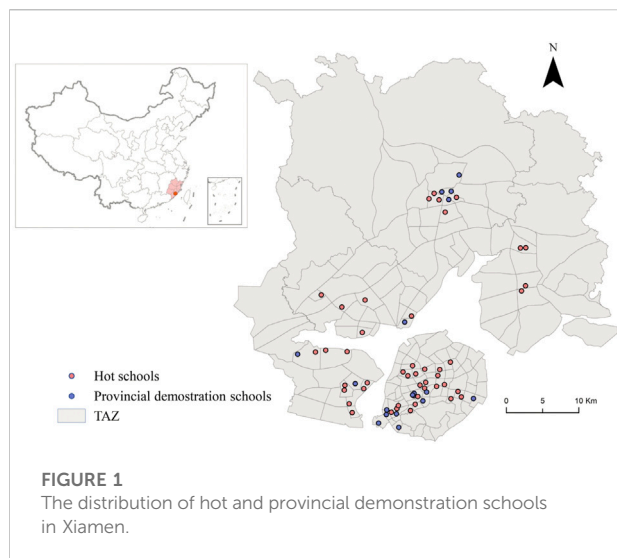 N
Hot schools
Provincial demostration schools
TAZ
0 5 10 Km
FIGURE 1
The distribution of hot and provincial demonstration schools
in Xiamen.